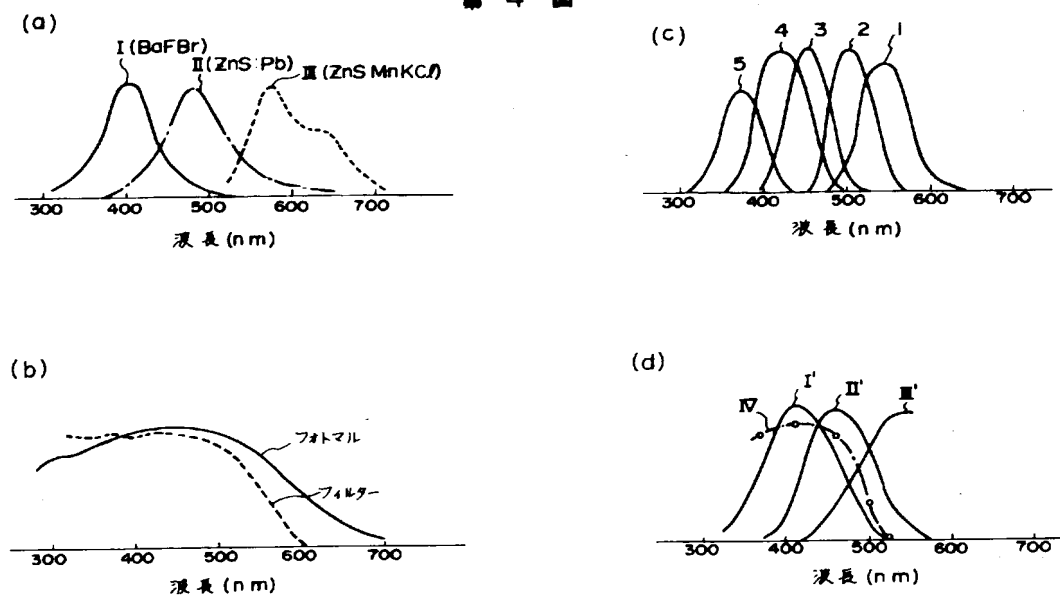 第 4 図
(a)
I (BaFBr)
II (ZnS:Pb)
III (ZnS MnKCl)
300 400 500 600 700
波長 (nm)
(c)
5 4 3 2 1
300 400 500 600 700
波長 (nm)
(b)
フォトマル
フィルター
300 400 500 600 700
波長 (nm)
(d)
IV I' II' III'
300 400 500 600 700
波長 (nm)